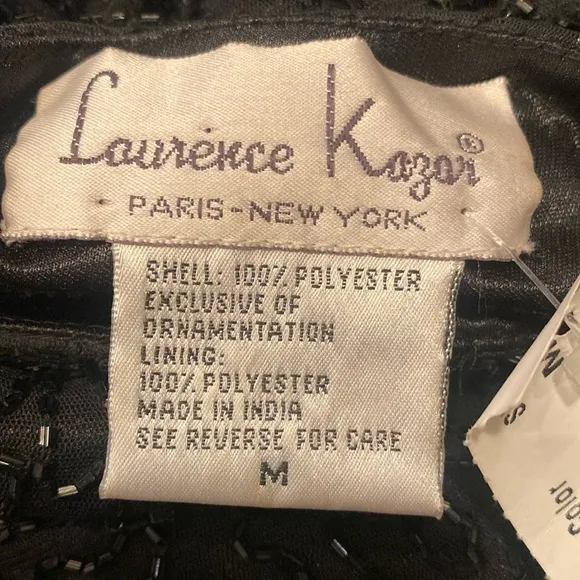 Laurence Kazar®
PARIS-NEW YORK
SHELL: 100% POLYESTER
EXCLUSIVE OF
ORNAMENTATION
LINING:
100% POLYESTER
MADE IN INDIA
SEE REVERSE FOR CARE
M
M
S
Color